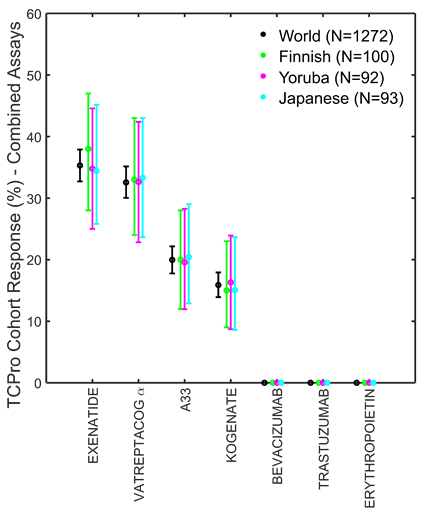 TCPro Cohort Response (%) - Combined Assays
60
50
40
30
20
10
0
World (N=1272)
Finnish (N=100)
Yoruba (N=92)
Japanese (N=93)
EXENATIDE
VATREPTACOG α
A33
KOGENATE
BEVACIZUMAB
TRASTUZUMAB
ERYTHROPOIETIN